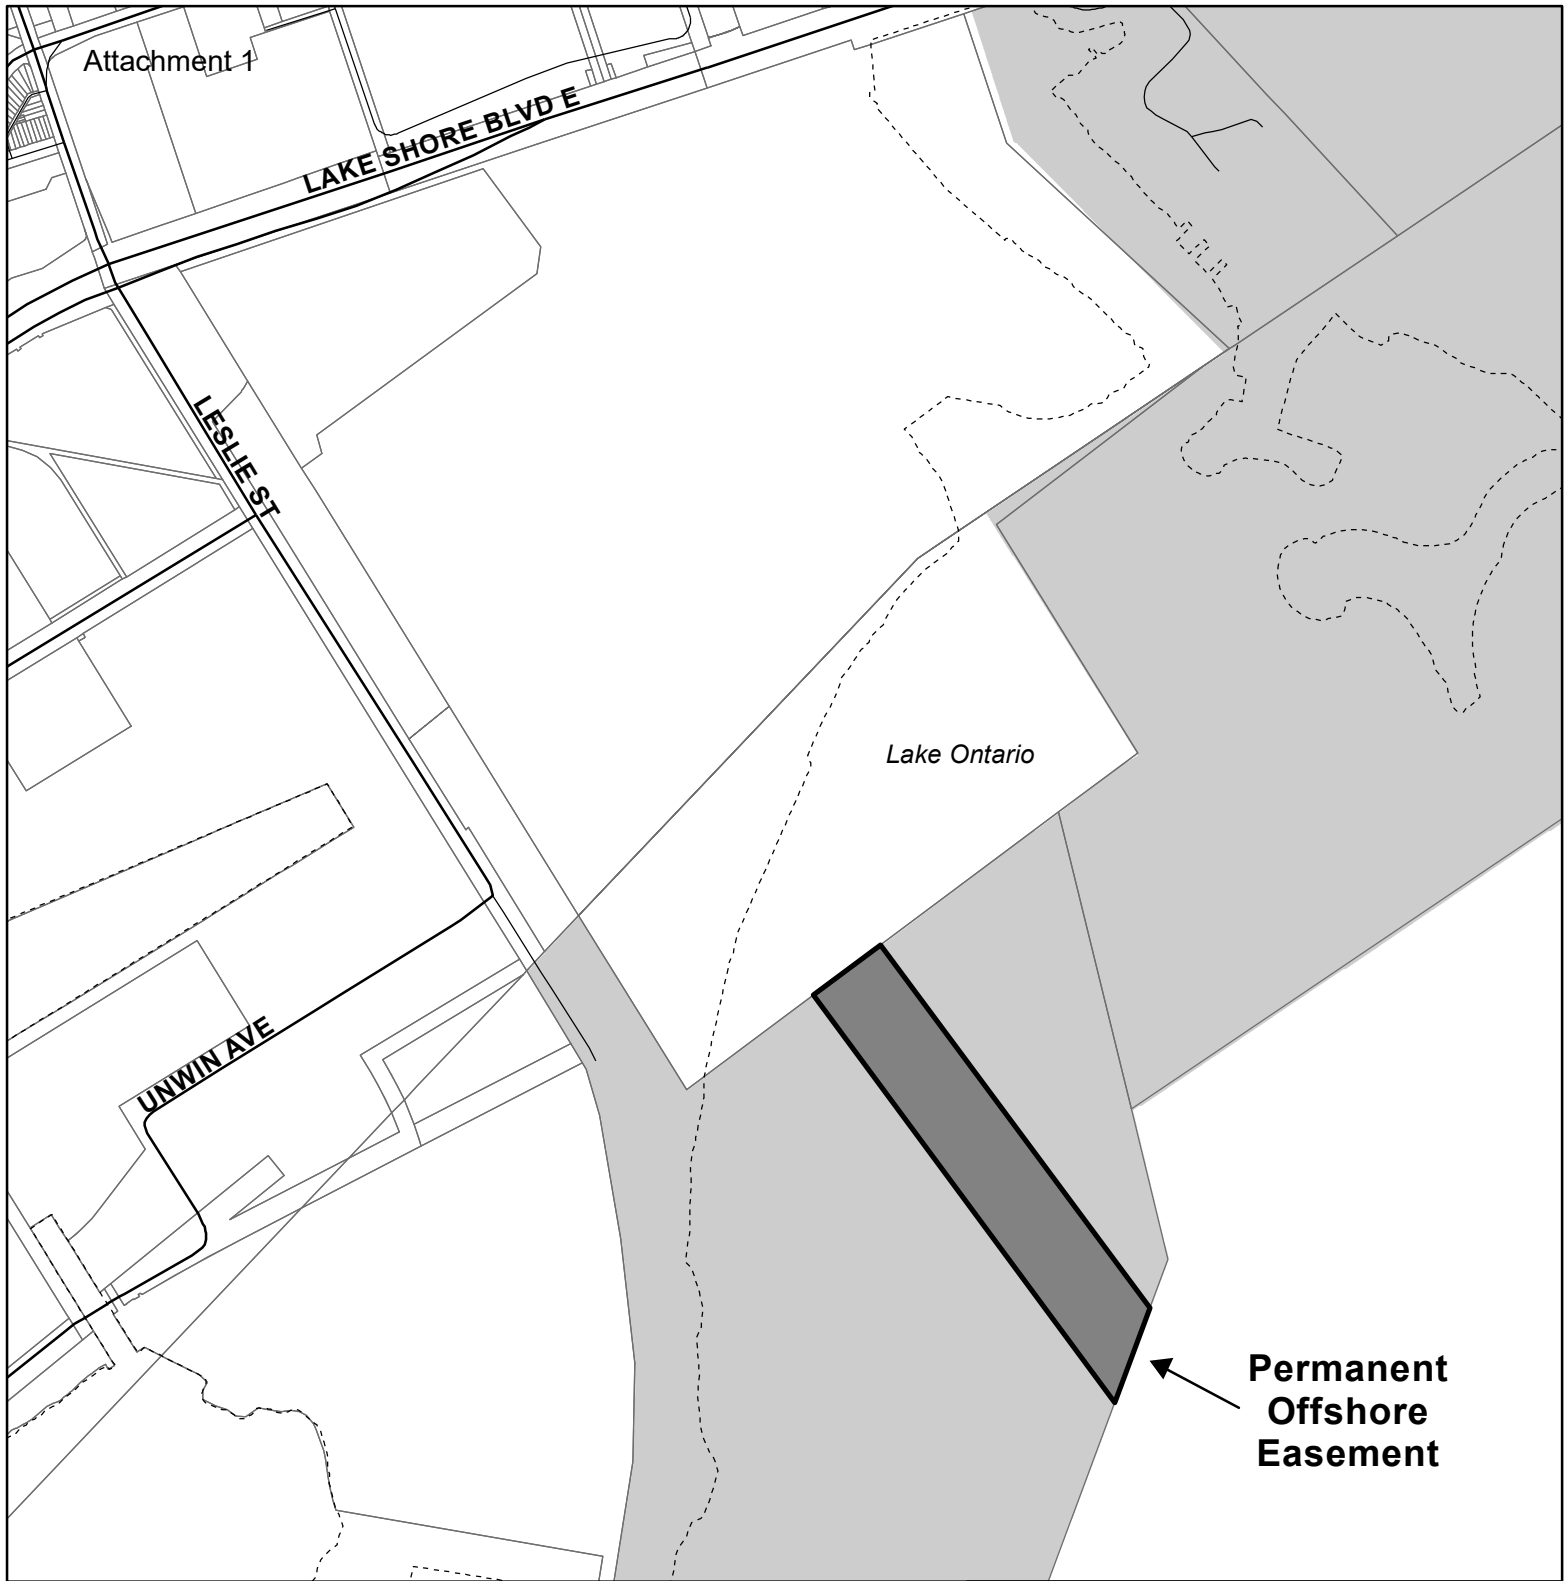 Attachment 1
LAKE SHORE BLVD E
LESLIE ST
Lake Ontario
UNWIN AVE
Permanent
Offshore
Easement